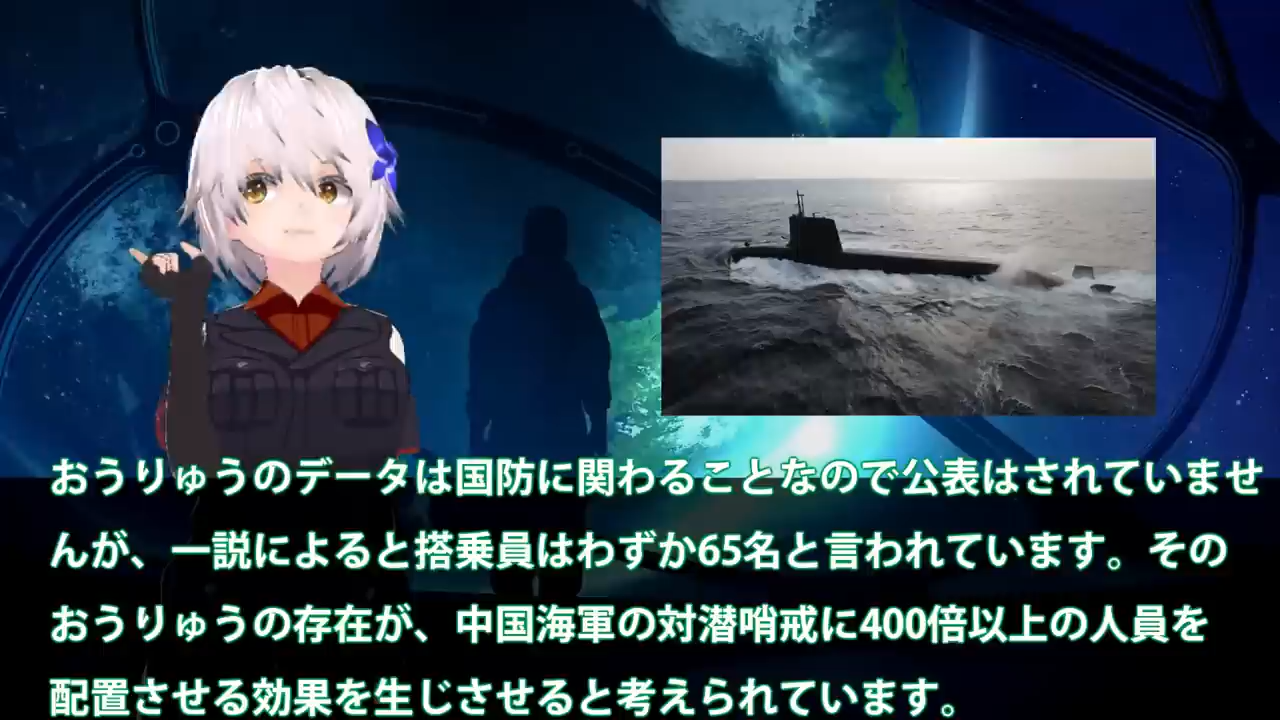 おうりゅうのデータは国防に関わることなので公表はされていませ
んが、一説によると搭乗員はわずか65名と言われています。その
おうりゅうの存在が、中国海軍の対潜哨戒に400倍以上の人員を
配置させる効果を生じさせると考えられています。